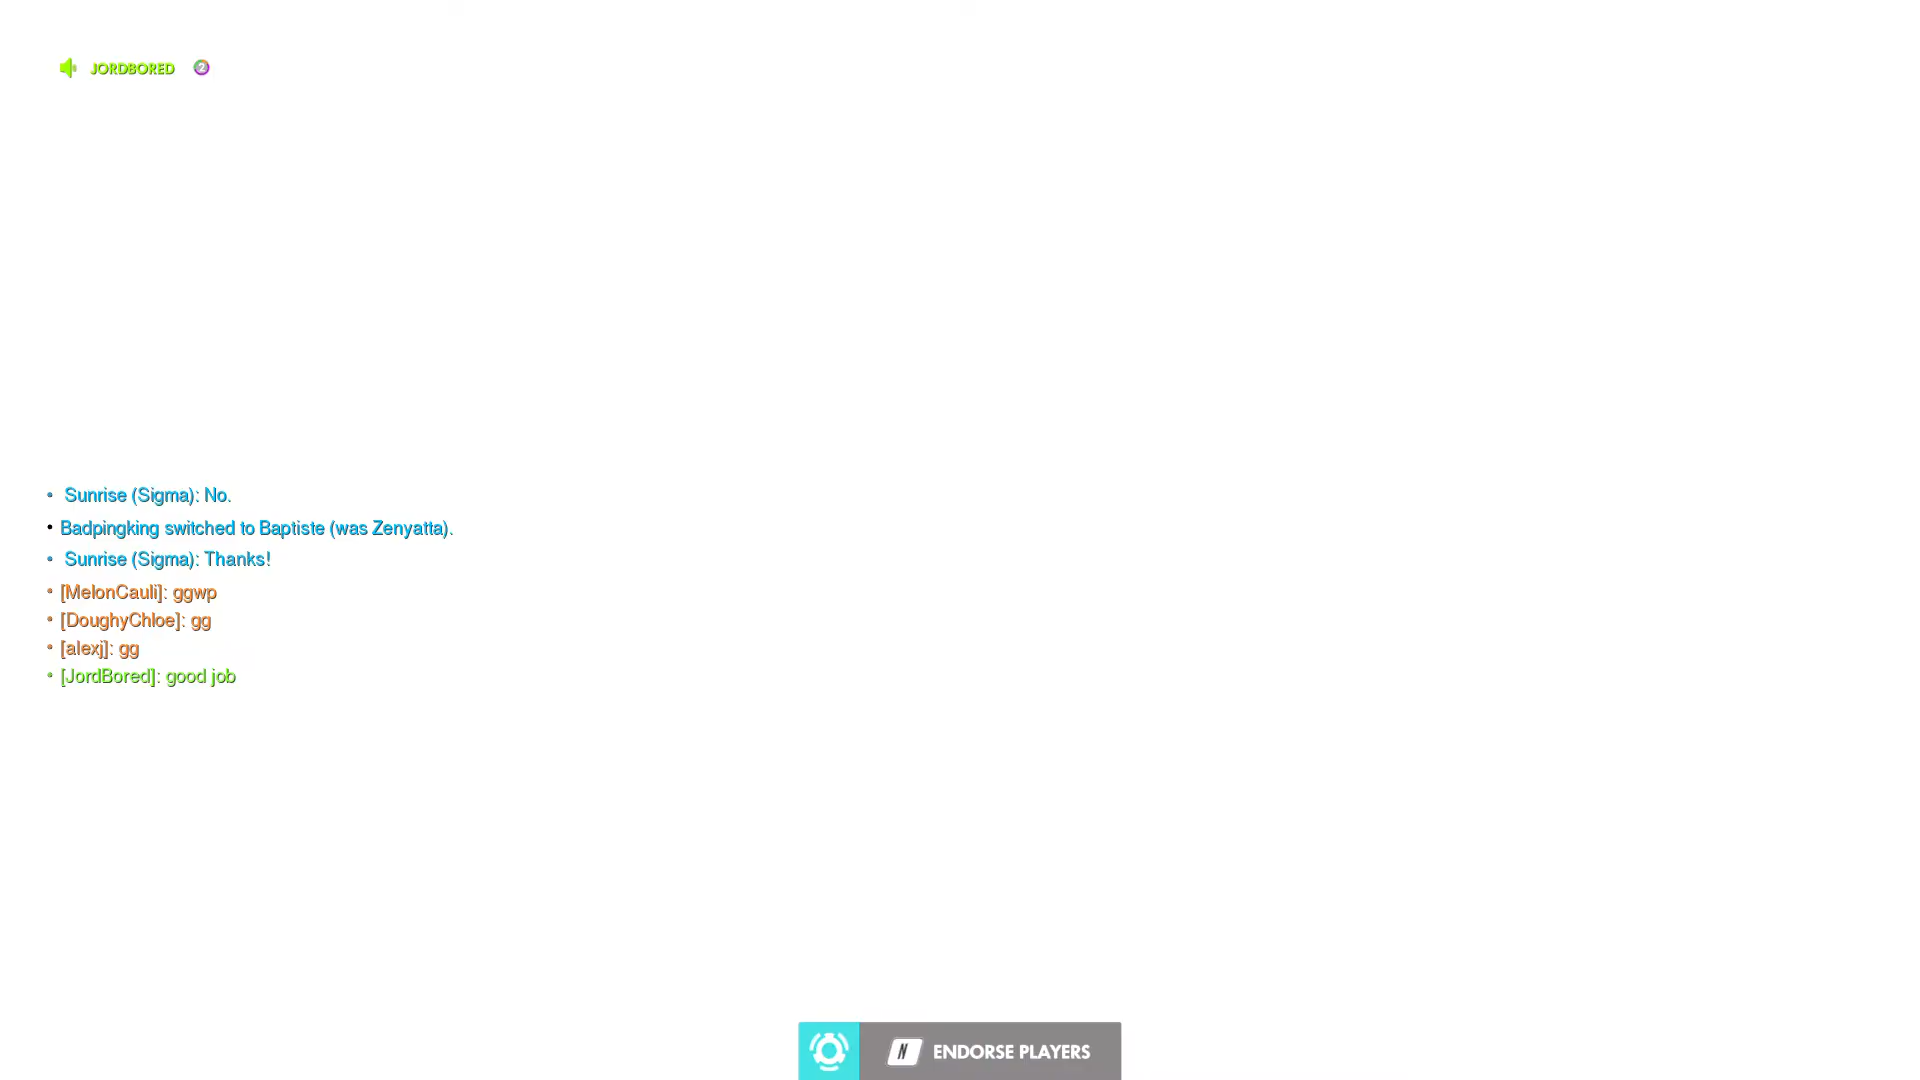 JORDBORED 2
• Sunrise (Sigma): No.
• Badpingking switched to Baptiste (was Zenyatta).
• Sunrise (Sigma): Thanks!
• [MelonCauli]: ggwp
• [DoughyChloe]: gg
• [alexj]: gg
• [JordBored]: good job
N ENDORSE PLAYERS